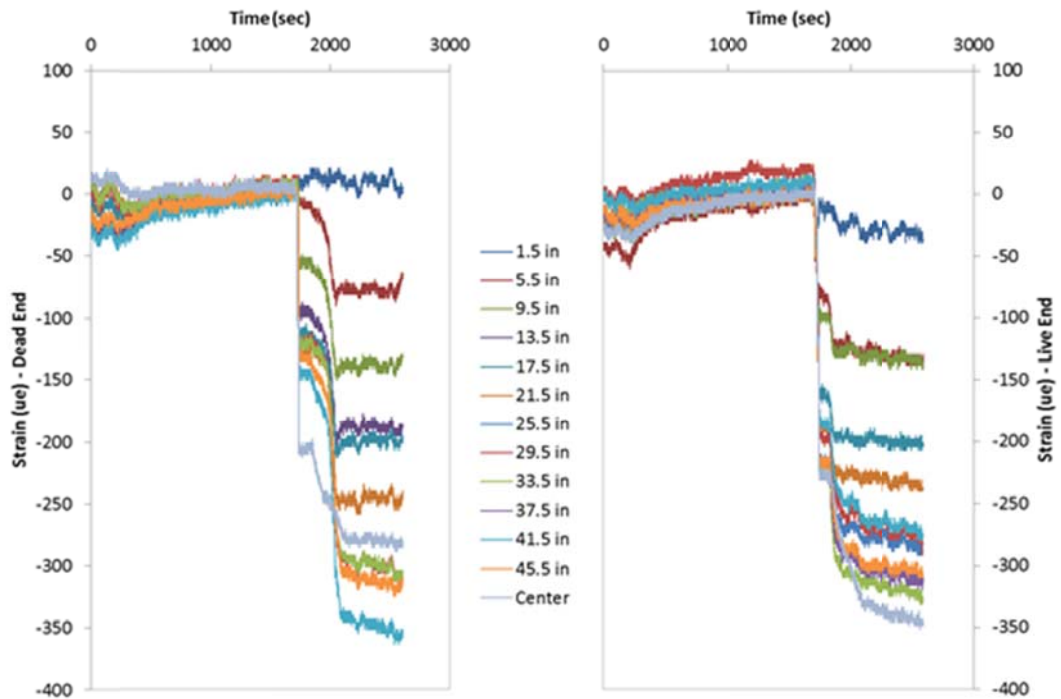 Time (sec)
0 1000 2000 3000
Time (sec)
0 1000 2000 3000
100
50
0
-50
-100
-150
-200
-250
-300
-350
-400
Strain (ue) - Dead End
1.5 in
5.5 in
9.5 in
13.5 in
17.5 in
21.5 in
25.5 in
29.5 in
33.5 in
37.5 in
41.5 in
45.5 in
Center
100
50
0
-50
-100
-150
-200
-250
-300
-350
-400
Strain (ue) - Live End